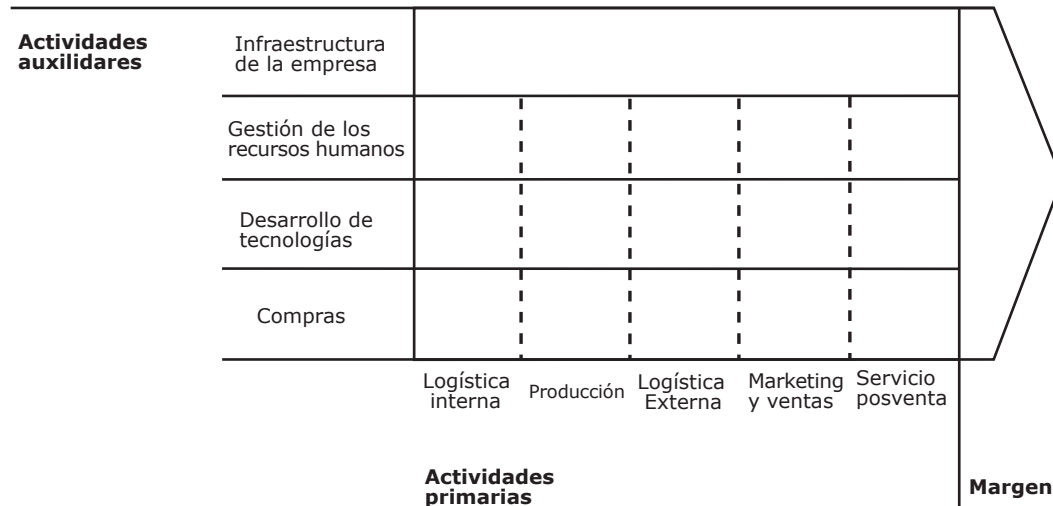 Actividades
auxilidares
Infraestructura
de la empresa
Gestión de los
recursos humanos
Desarrollo de
tecnologías
Compras
Logística
interna
Producción
Logística
Externa
Marketing
y ventas
Servicio
posventa
Actividades
primarias
Margen